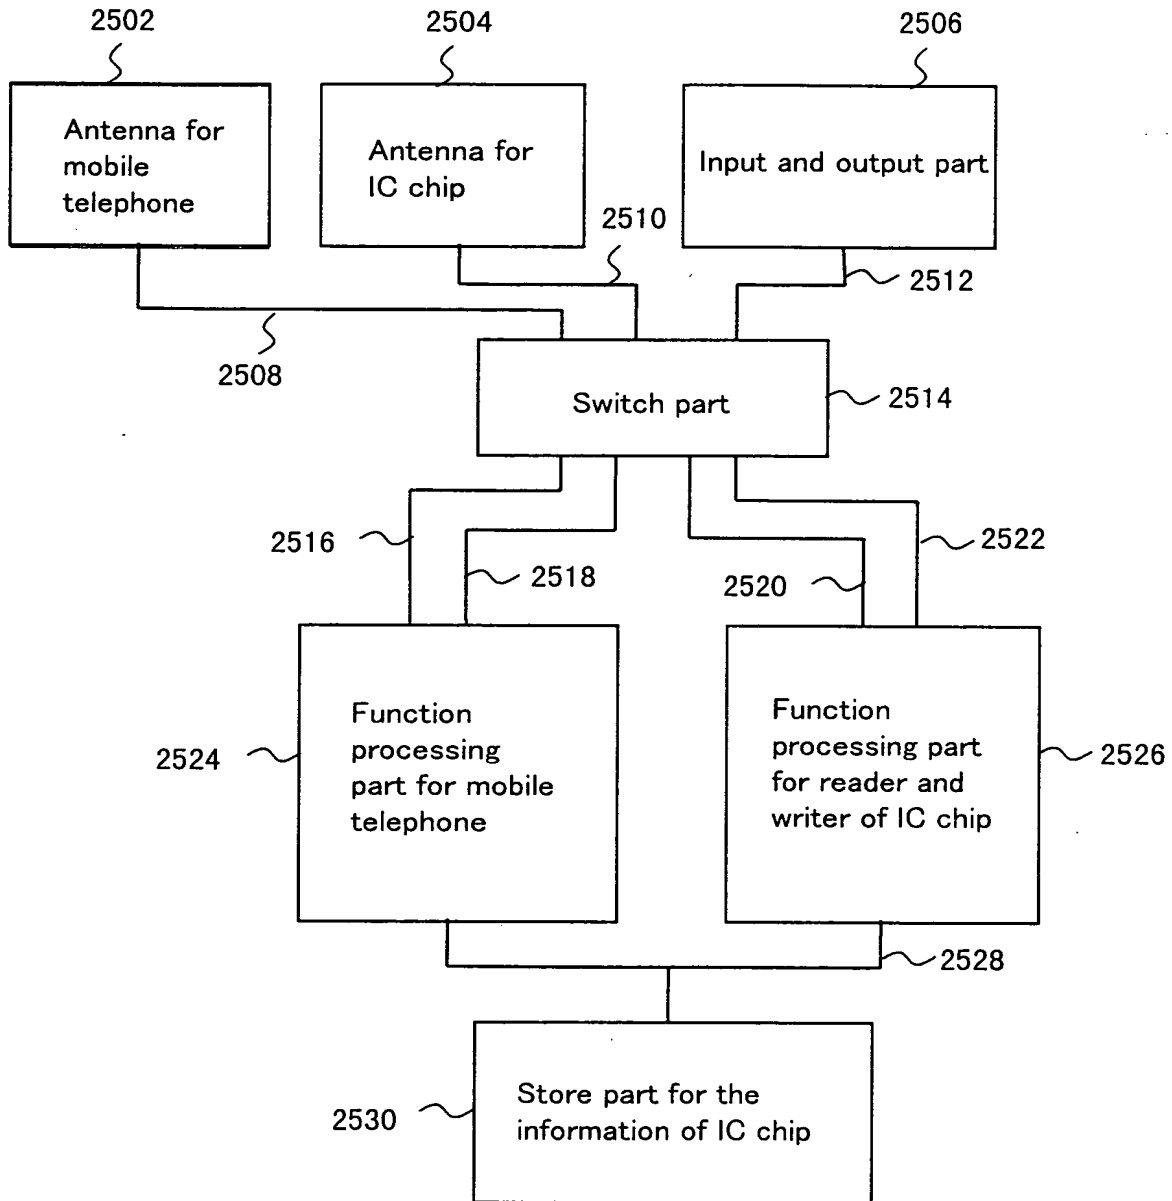 2502
2504
2506
Antenna for
mobile
telephone
Antenna for
IC chip
Input and output part
2510
2512
2508
Switch part
2514
2516
2518
2520
2522
Function
processing
part for mobile
telephone
Function
processing part
for reader and
writer of IC chip
2524
2526
2528
Store part for the
information of IC chip
2530